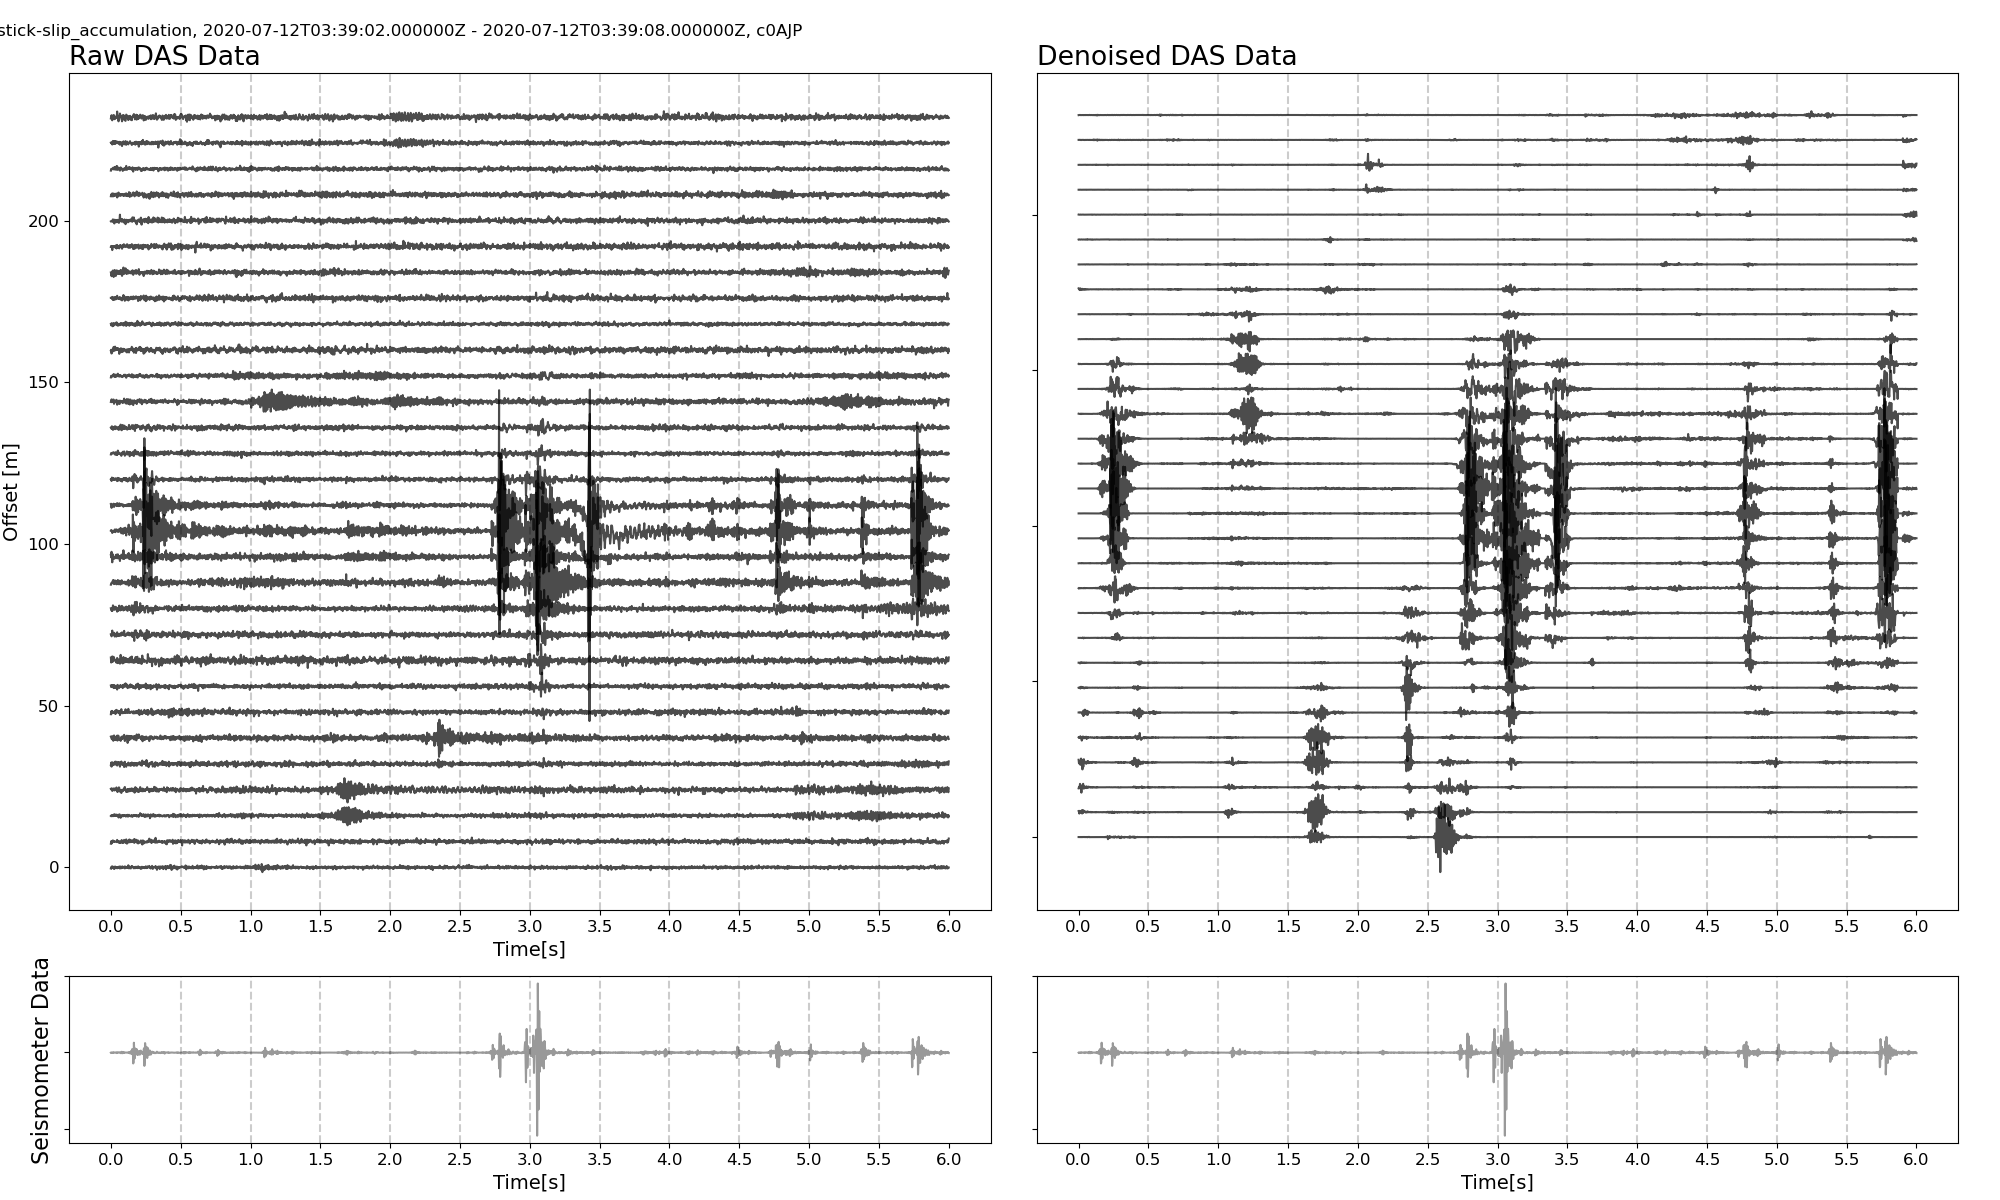 stick-slip_accumulation, 2020-07-12T03:39:02.000000Z - 2020-07-12T03:39:08.000000Z, c0AJP
Raw DAS Data
Denoised DAS Data
Offset [m]
200
150
100
50
0
0.0 0.5 1.0 1.5 2.0 2.5 3.0 3.5 4.0 4.5 5.0 5.5 6.0
Time[s]
0.0 0.5 1.0 1.5 2.0 2.5 3.0 3.5 4.0 4.5 5.0 5.5 6.0
Seismometer Data
0.0 0.5 1.0 1.5 2.0 2.5 3.0 3.5 4.0 4.5 5.0 5.5 6.0
Time[s]
0.0 0.5 1.0 1.5 2.0 2.5 3.0 3.5 4.0 4.5 5.0 5.5 6.0
Time[s]